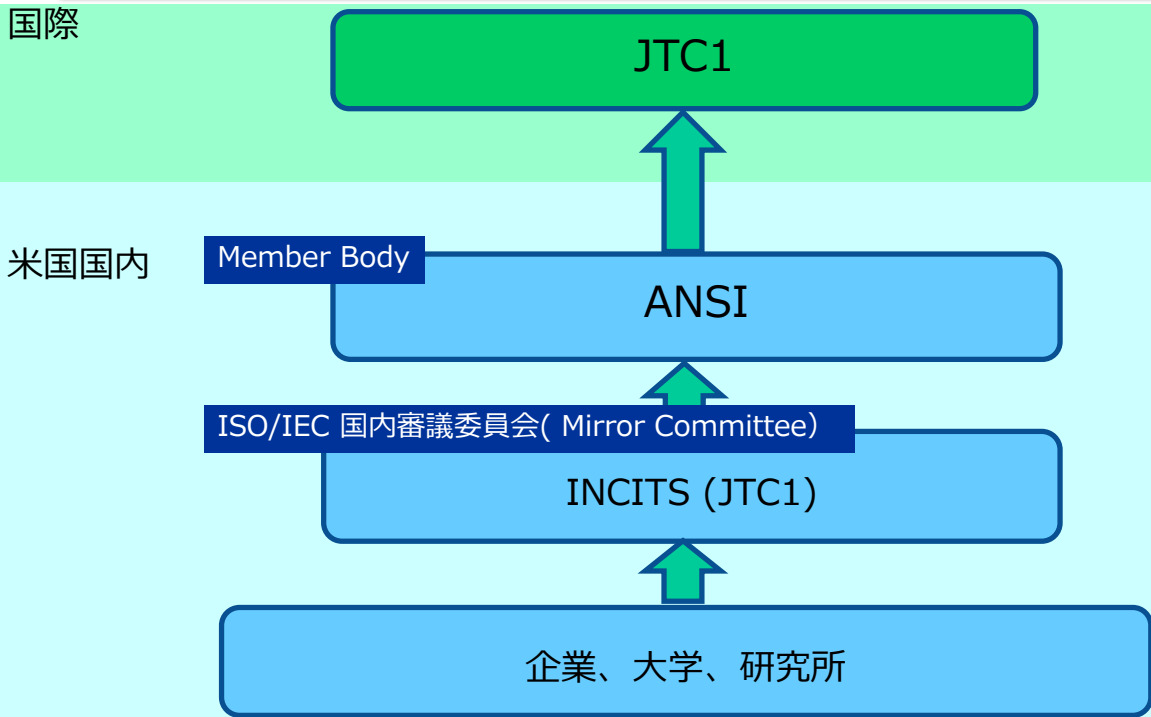 国際
JTC1
米国国内
Member Body
ANSI
ISO/IEC 国内審議委員会( Mirror Committee）
INCITS (JTC1)
企業、大学、研究所